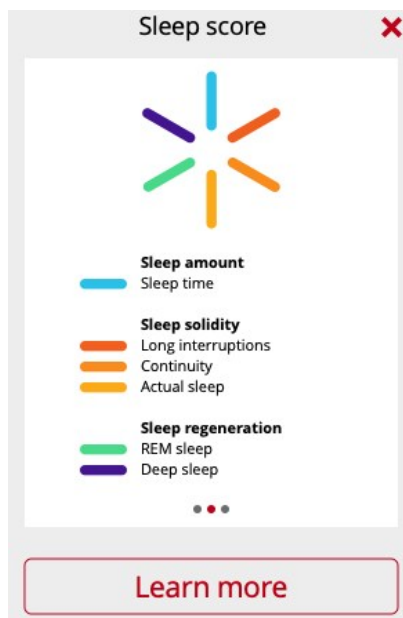 Sleep score
Sleep amount
Sleep time
Sleep solidity
Long interruptions
Continuity
Actual sleep
Sleep regeneration
REM sleep
Deep sleep
Learn more